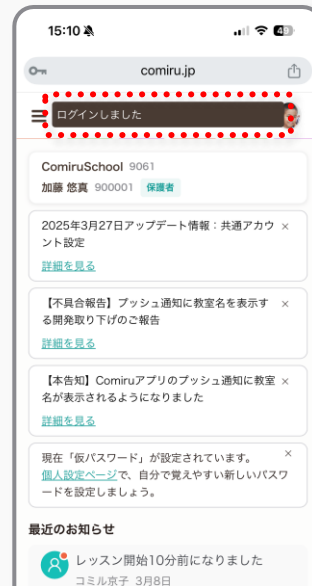 15:10
49
comiru.jp
ログインしました
ComiruSchool 9061
加藤 悠真 900001 保護者
2025年3月27日アップデート情報：共通アカウ ×
ント設定
詳細を見る
【不具合報告】プッシュ通知に教室名を表示す ×
る開発取り下げのご報告
詳細を見る
【本告知】Comiruアプリのプッシュ通知に教室 ×
名が表示されるようになりました
詳細を見る
現在「仮パスワード」が設定されています。 ×
個人設定ページで、自分で覚えやすい新しいパスワ
ードを設定しましょう。
最近のお知らせ
レッスン開始10分前になりました
コミル京子 3月8日